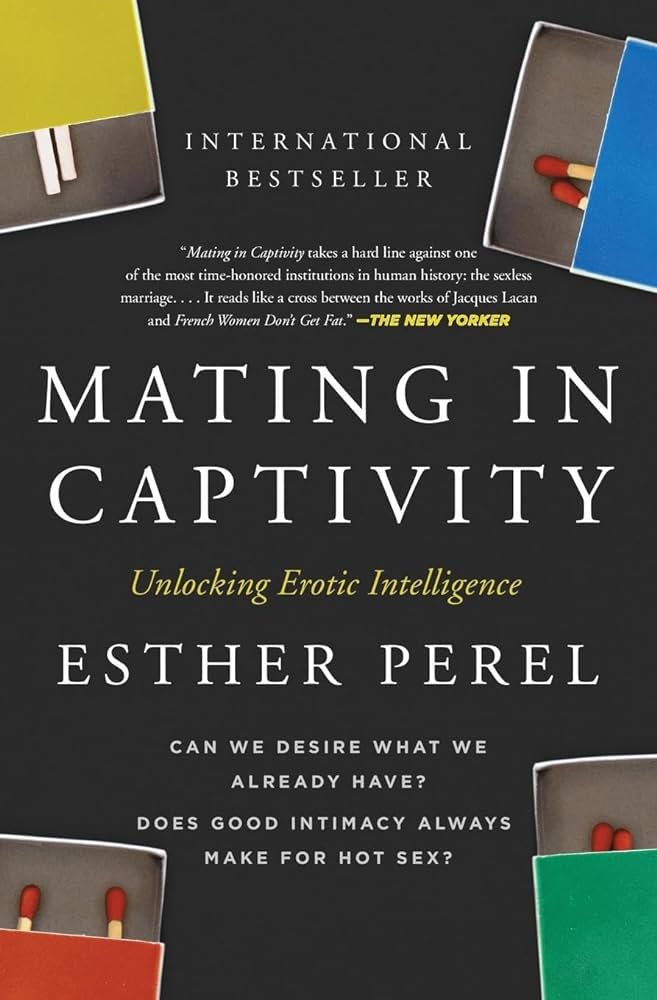 INTERNATIONAL
BESTSELLER
“Mating in Captivity takes a hard line against one
of the most time-honored institutions in human history: the sexless
marriage. . . . It reads like a cross between the works of Jacques Lacan
and French Women Don’t Get Fat.” —THE NEW YORKER
MATING IN
CAPTIVITY
Unlocking Erotic Intelligence
ESTHER PEREL
CAN WE DESIRE WHAT WE
ALREADY HAVE?
DOES GOOD INTIMACY ALWAYS
MAKE FOR HOT SEX?